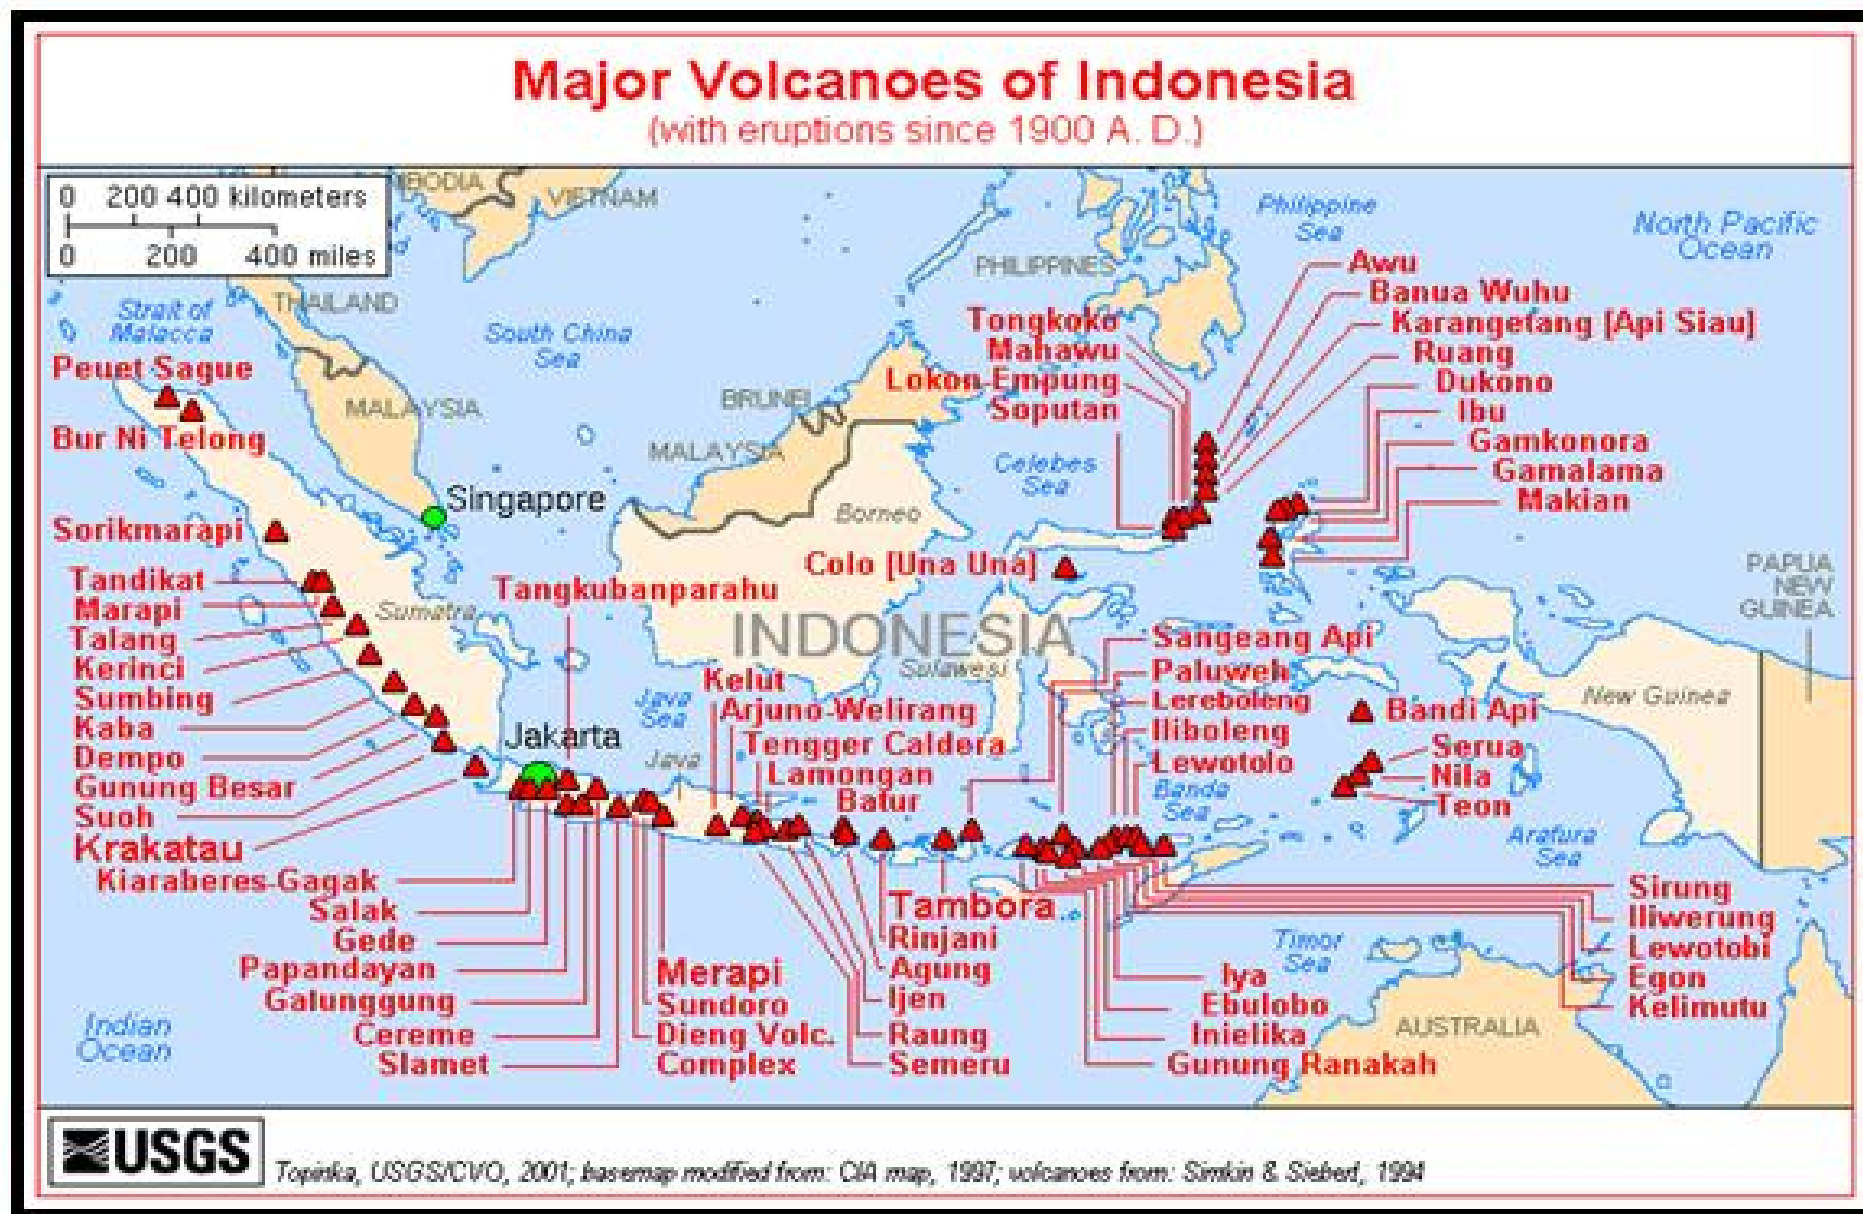 Major Volcanoes of Indonesia
(with eruptions since 1900 A. D.)
0 200 400 kilometers
0 200 400 miles
VIETNAM
Philippine
Sea
North Pacific
Ocean
PHILIPPINES
THAILAND
Strait of
Malacca
South China
Sea
Awu
Banua Wuhu
Karangetang [Api Siau]
Ruang
Dukono
Ibu
Gamkonora
Gamalama
Makian
Tongkoko
Mahawu
Lokon-Empung
Soputan
Peuet Sague
Bur Ni Telong
MALAYSIA
BRUNEI
MALAYSIA
Celebes
Sea
Singapore
Borneo
Sorikmarapi
Colo [Una Una]
PAPUA
NEW
GUINEA
Tandikat
Marapi
Talang
Kerinci
Sumbing
Kaba
Dempo
Gunung Besar
Suoh
Krakatau
Sumatra
Tangkubanparahu
INDONESIA
Sulawesi
Sangeang Api
Paluweh
Lereboleng
Iliboleng
Lewotolo
New Guinea
Java
Sea
Kelut
Arjuno-Welirang
Tengger Caldera
Lamongan
Batur
Bandi Api
Serua
Nila
Teon
Jakarta
Java
Banda
Sea
Arafura
Sea
Kiaraberes-Gagak
Salak
Gede
Papandayan
Galunggung
Cereme
Slamet
Merapi
Sundoro
Dieng Volc.
Complex
Tambora
Rinjani
Agung
Ijen
Raung
Semeru
Timor
Sea
Iya
Ebulobo
Inielika
Gunung Ranakah
Sirung
Iliwerung
Lewotobi
Egon
Kelimutu
Indian
Ocean
AUSTRALIA
USGS
Topinka, USGS/CVO, 2001; basemap modified from: CIA map, 1997; volcanoes from: Simkin & Siebert, 1994